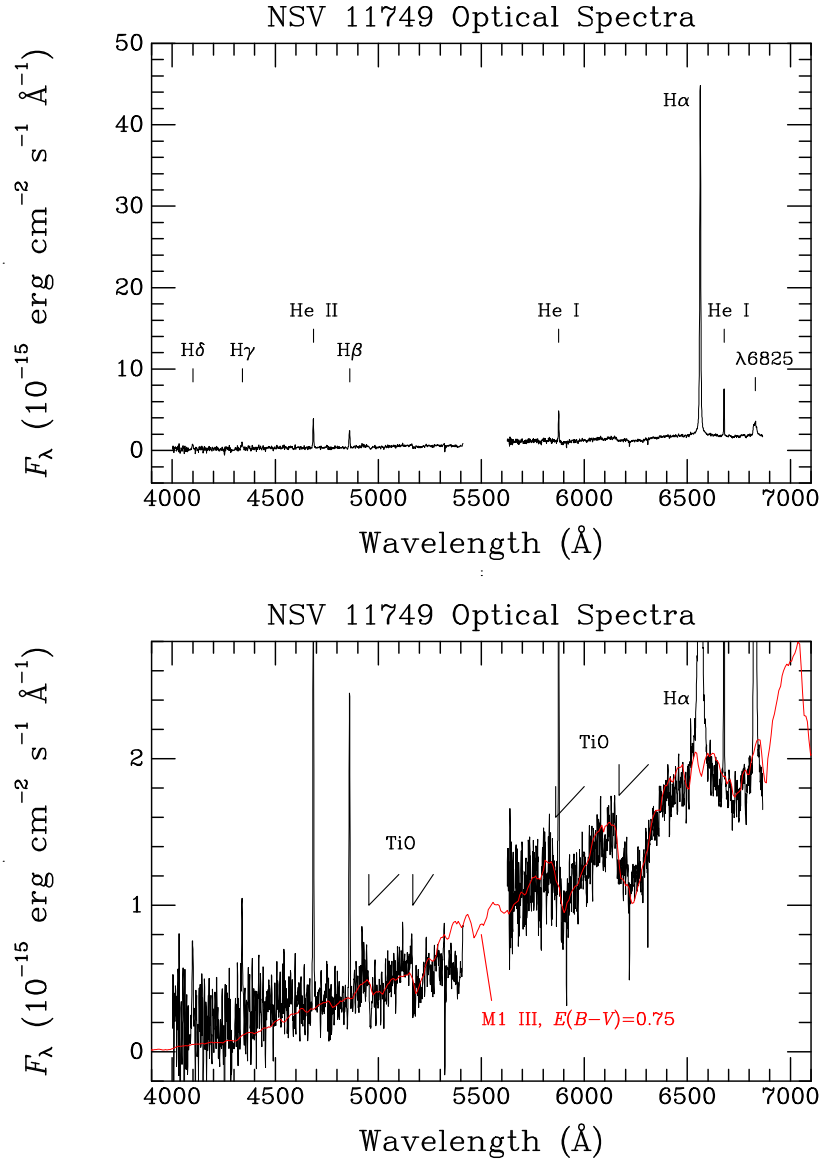 NSV 11749 Optical Spectra
50
40
30
20
10
0
F_λ (10⁻¹⁵ erg cm⁻² s⁻¹ Å⁻¹)
Hδ
Hγ
He II
Hβ
He I
Hα
He I
λ6825
4000 4500 5000 5500 6000 6500 7000
Wavelength (Å)
NSV 11749 Optical Spectra
2
1
0
F_λ (10⁻¹⁵ erg cm⁻² s⁻¹ Å⁻¹)
TiO
TiO
Hα
M1 III, E(B−V)=0.75
4000 4500 5000 5500 6000 6500 7000
Wavelength (Å)